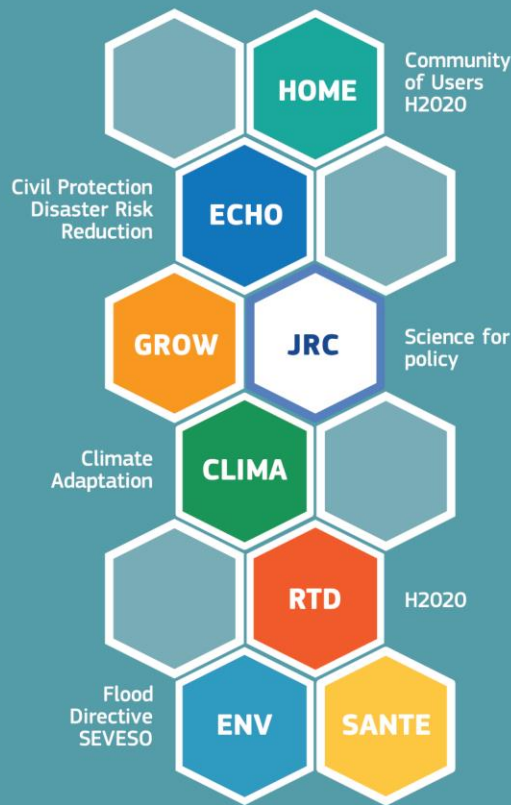 HOME
Community
of Users
H2020
Civil Protection
Disaster Risk
Reduction
ECHO
GROW
JRC
Science for
policy
Climate
Adaptation
CLIMA
RTD
H2020
Flood
Directive
SEVESO
ENV
SANTE